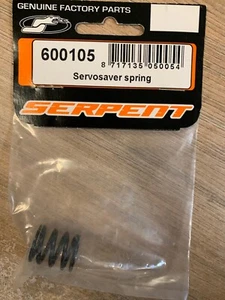 GENUINE FACTORY PARTS
600105
8 717135 050054
Servosaver spring
SERPENT